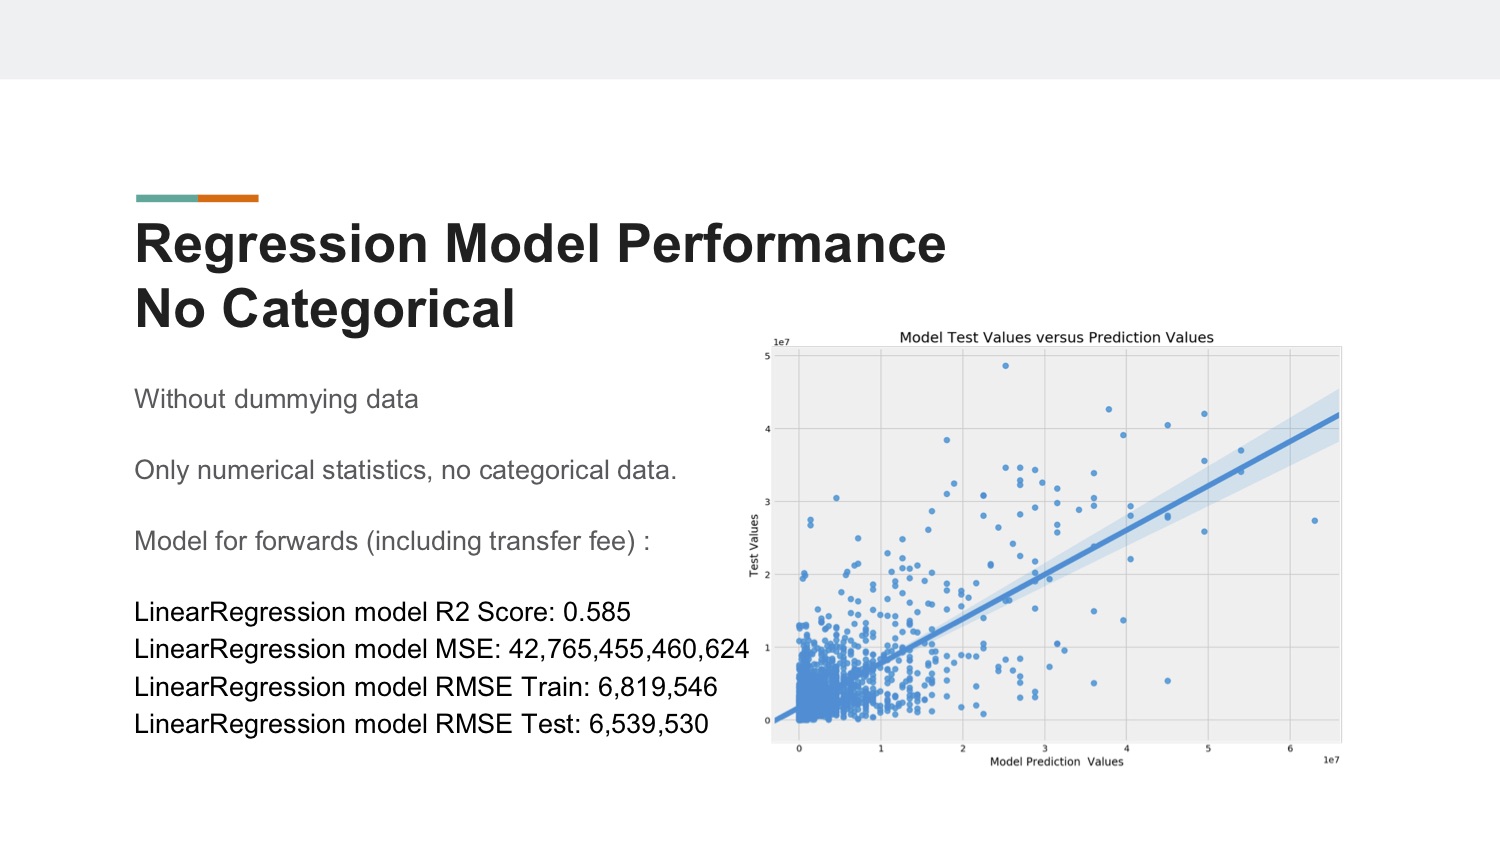 Regression Model Performance
No Categorical
Without dummying data
Only numerical statistics, no categorical data.
Model for forwards (including transfer fee) :
LinearRegression model R2 Score: 0.585
LinearRegression model MSE: 42,765,455,460,624
LinearRegression model RMSE Train: 6,819,546
LinearRegression model RMSE Test: 6,539,530
Model Test Values versus Prediction Values
1e7
5
4
3
2
1
0
Test Values
0 1 2 3 4 5 6
1e7
Model Prediction  Values